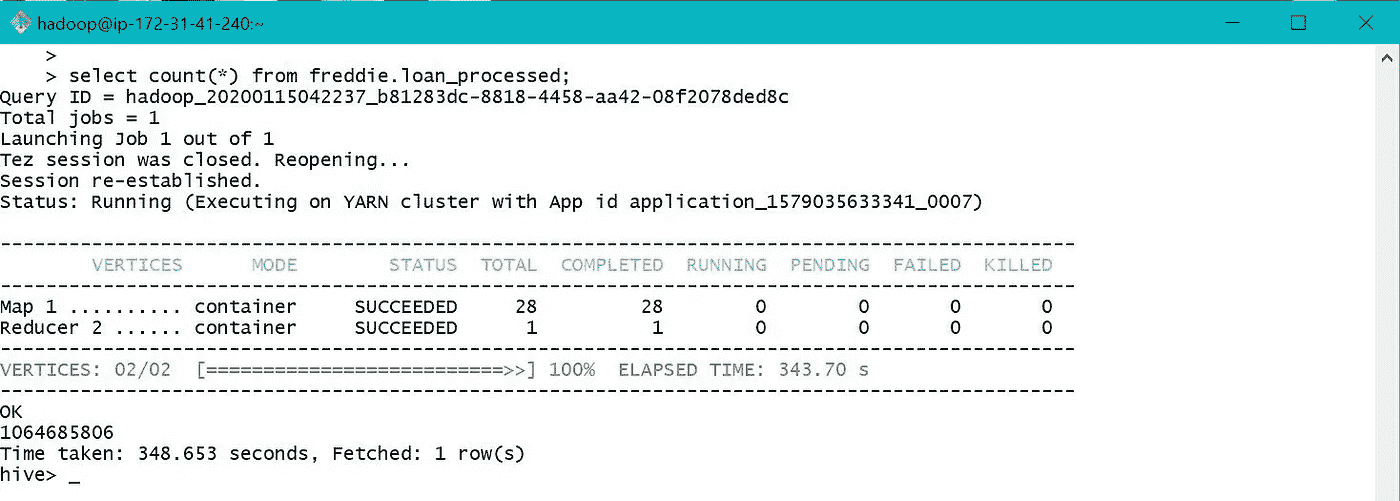 hadoop@ip-172-31-41-240:~
>
> select count(*) from freddie.loan_processed;
Query ID = hadoop_20200115042237_b81283dc-8818-4458-aa42-08f2078ded8c
Total jobs = 1
Launching Job 1 out of 1
Tez session was closed. Reopening...
Session re-established.
Status: Running (Executing on YARN cluster with App id application_1579035633341_0007)
----------------------------------------------------------------------------------------------
VERTICES MODE STATUS TOTAL COMPLETED RUNNING PENDING FAILED KILLED
----------------------------------------------------------------------------------------------
Map 1 .......... container SUCCEEDED 28 28 0 0 0 0
Reducer 2 ...... container SUCCEEDED 1 1 0 0 0 0
----------------------------------------------------------------------------------------------
VERTICES: 02/02 [==========================>>] 100% ELAPSED TIME: 343.70 s
----------------------------------------------------------------------------------------------
OK
1064685806
Time taken: 348.653 seconds, Fetched: 1 row(s)
hive> _